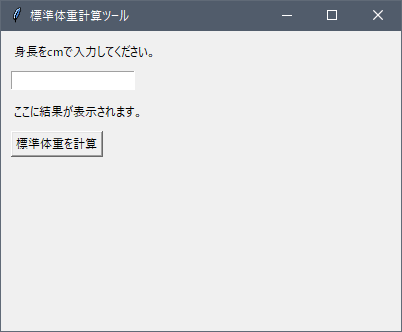 標準体重計算ツール
身長をcmで入力してください。
ここに結果が表示されます。
標準体重を計算